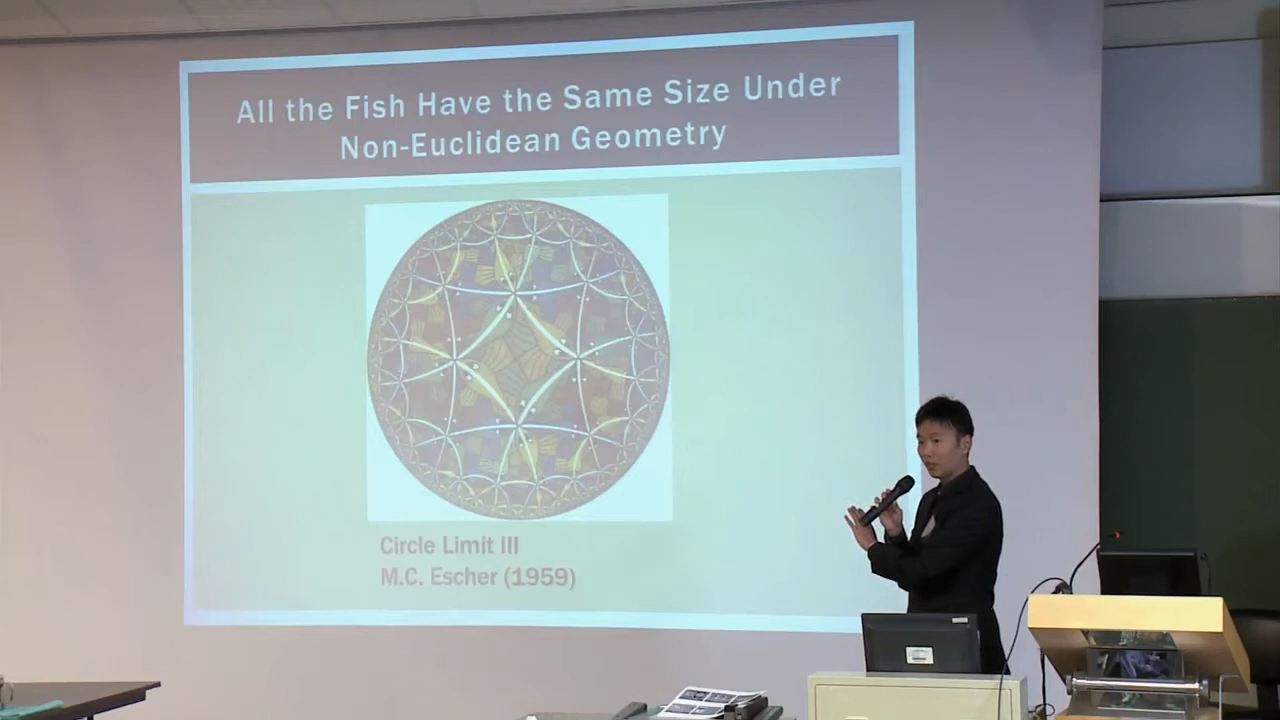 All the Fish Have the Same Size Under
Non-Euclidean Geometry
Circle Limit III
M.C. Escher (1959)